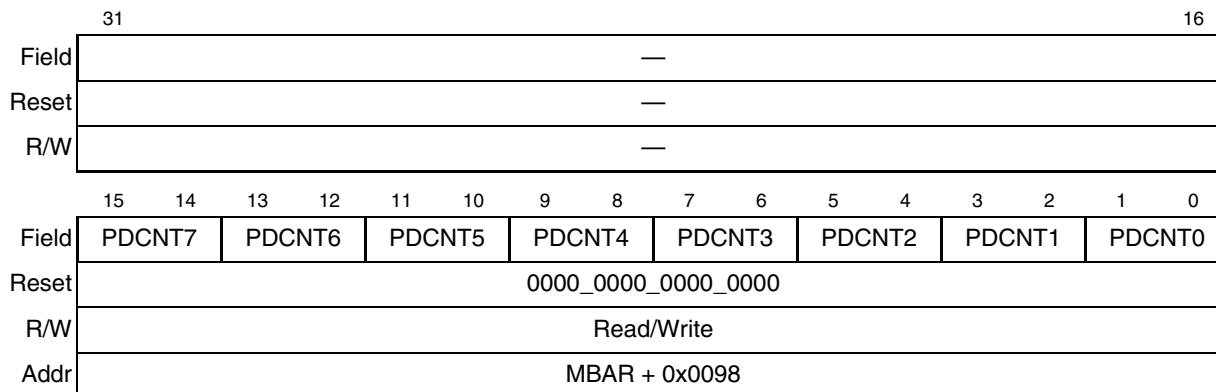 31 16
Field —
Reset —
R/W —
15 14 13 12 11 10 9 8 7 6 5 4 3 2 1 0
Field PDCNT7 PDCNT6 PDCNT5 PDCNT4 PDCNT3 PDCNT2 PDCNT1 PDCNT0
Reset 0000_0000_0000_0000
R/W Read/Write
Addr MBAR + 0x0098